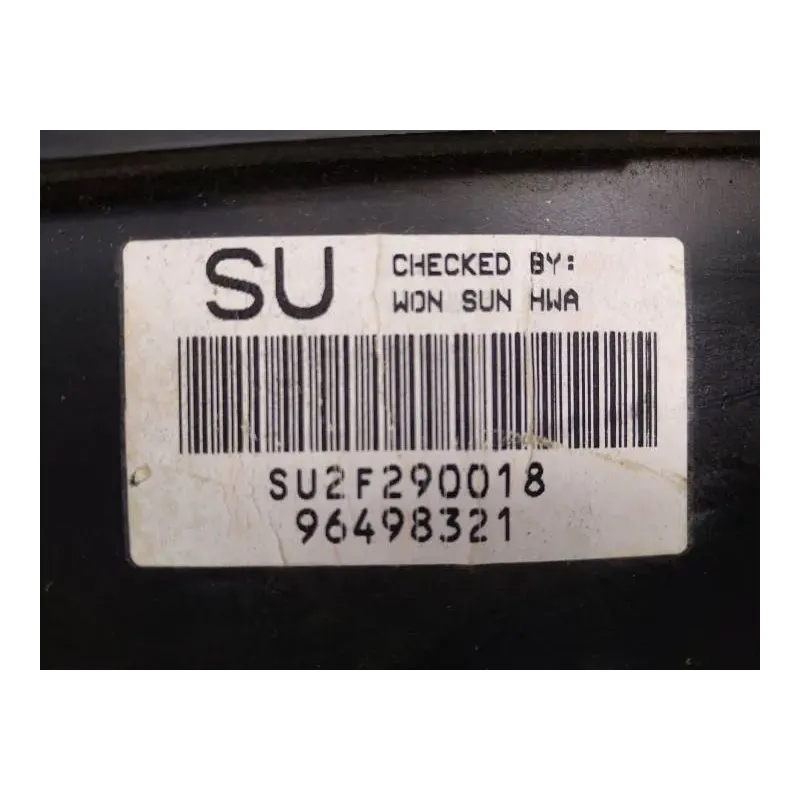 SU
CHECKED BY:
WON SUN HWA
SU2F290018
96498321